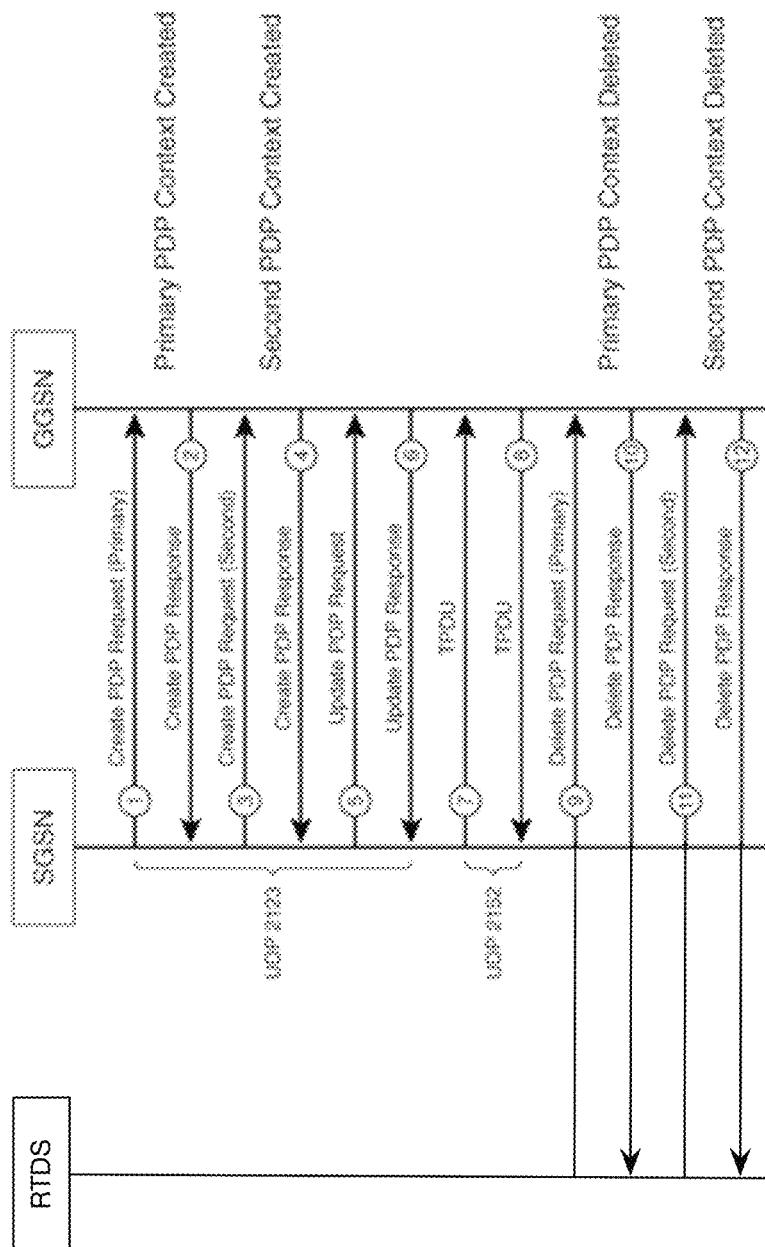 RTDS
SGSN
GGSN
1
Create PDP Request (Primary)
Primary PDP Context Created
Create PDP Response
2
3
Create PDP Request (Second)
Second PDP Context Created
Create PDP Response
4
UDP 2123
5
Update PDP Request
Update PDP Response
6
7
TPDU
UDP 2152
TPDU
8
9
Delete PDP Request (Primary)
Primary PDP Context Deleted
Delete PDP Response
10
11
Delete PDP Request (Second)
Second PDP Context Deleted
Delete PDP Response
12